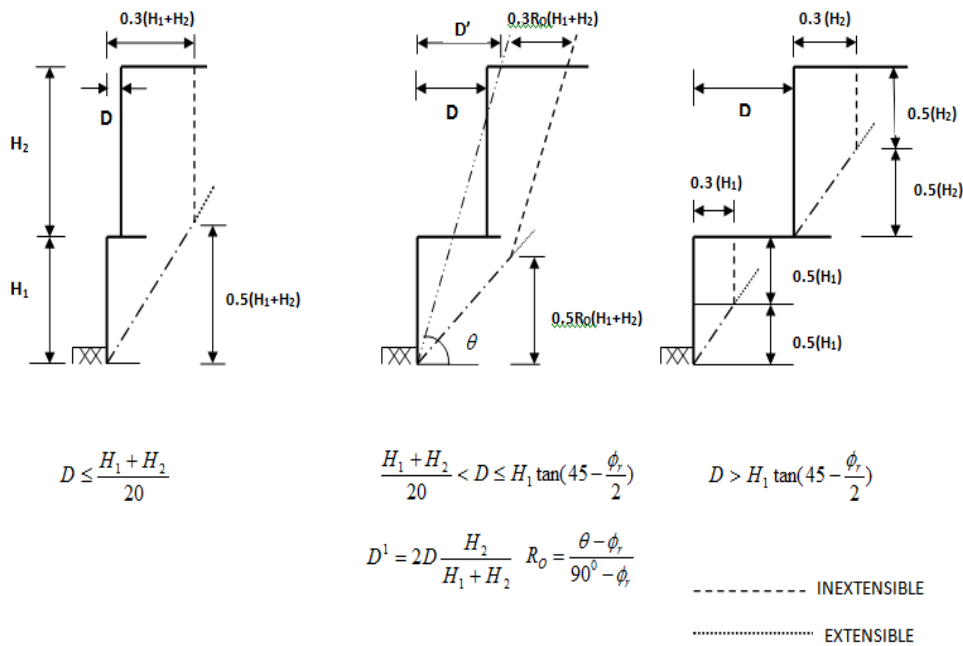 0.3(H₁+H₂)
D
H₂
H₁
0.5(H₁+H₂)
D ≤ (H₁ + H₂)/20
D’
0.3R₀(H₁+H₂)
D
θ
0.5R₀(H₁+H₂)
(H₁ + H₂)/20 < D ≤ H₁ tan(45 − ϕᵣ/2)
D¹ = 2D H₂/(H₁ + H₂) R_O = (θ − ϕᵣ)/(90⁰ − ϕᵣ)
0.3 (H₂)
D
0.5(H₂)
0.5(H₂)
0.3 (H₁)
0.5(H₁)
0.5(H₁)
D > H₁ tan(45 − ϕᵣ/2)
INEXTENSIBLE
EXTENSIBLE